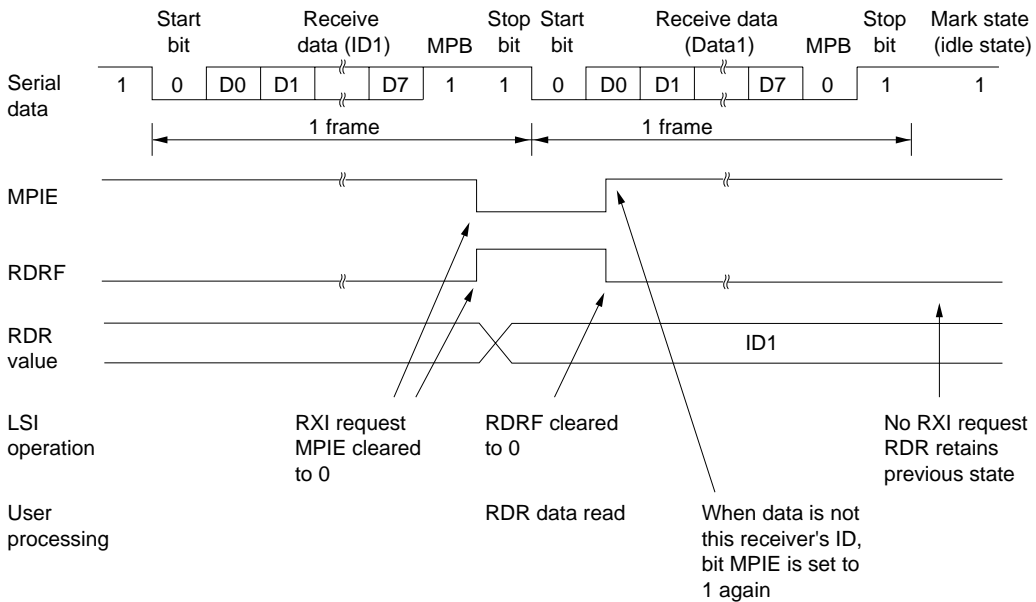 Start bit
Receive data (ID1)
MPB
Stop bit
Start bit
Receive data (Data1)
MPB
Stop bit
Mark state (idle state)
Serial data
1 0 D0 D1 D7 1 1 0 D0 D1 D7 0 1 1
1 frame
1 frame
MPIE
RDRF
RDR value
ID1
LSI operation
RXI request
MPIE cleared
to 0
RDRF cleared
to 0
No RXI request
RDR retains
previous state
User processing
RDR data read
When data is not
this receiver's ID,
bit MPIE is set to
1 again